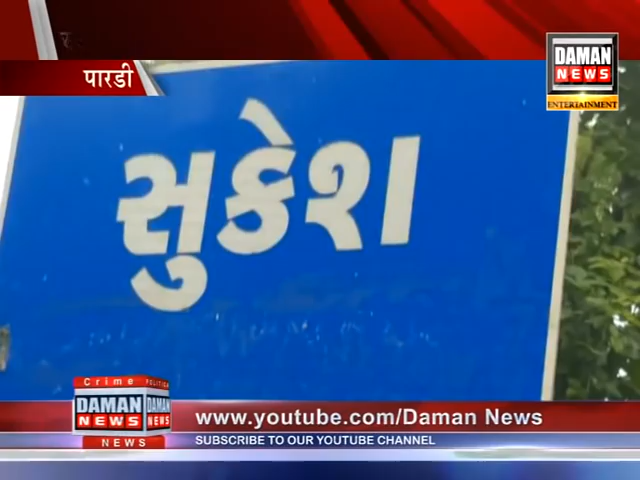 पारडी
DAMAN
NEWS
ENTERTAINMENT
સુકેશ
Crime POLITICAL
DAMAN DAMAN
NEWS NEWS
NEWS
www.youtube.com/Daman News
SUBSCRIBE TO OUR YOUTUBE CHANNEL